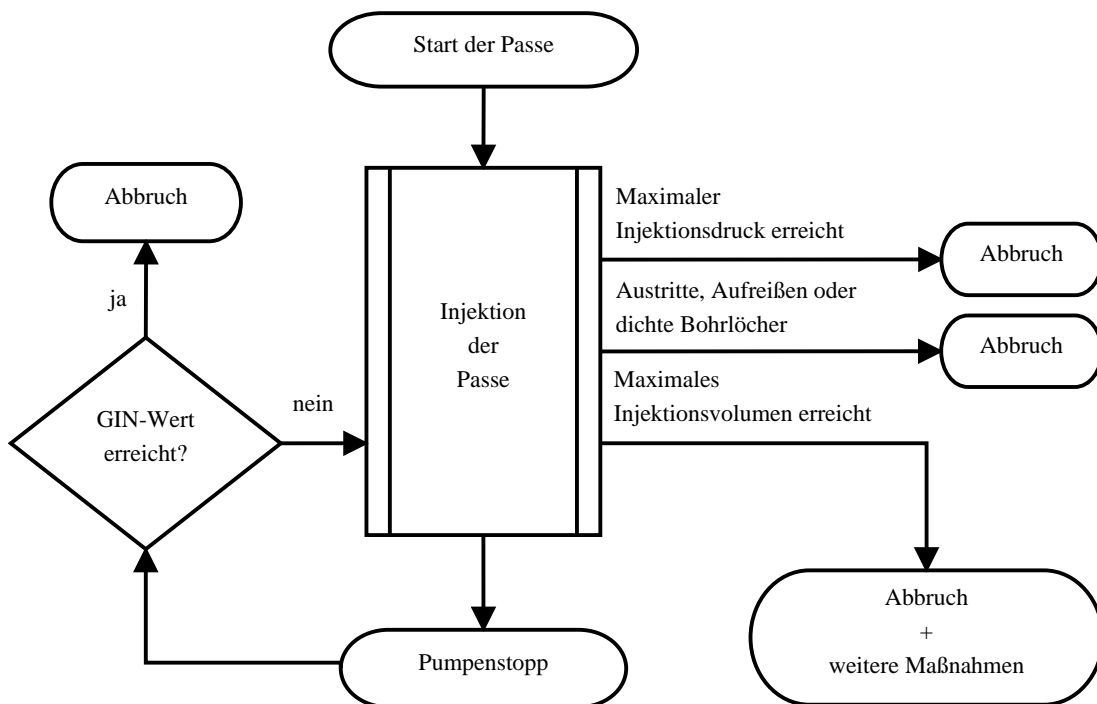 Start der Passe
Abbruch
Maximaler
Injektionsdruck erreicht
Abbruch
Austritte, Aufreißen oder
dichte Bohrlöcher
Abbruch
ja
Injektion
der
Passe
Maximales
Injektionsvolumen erreicht
nein
GIN-Wert
erreicht?
Abbruch
+
weitere Maßnahmen
Pumpenstopp